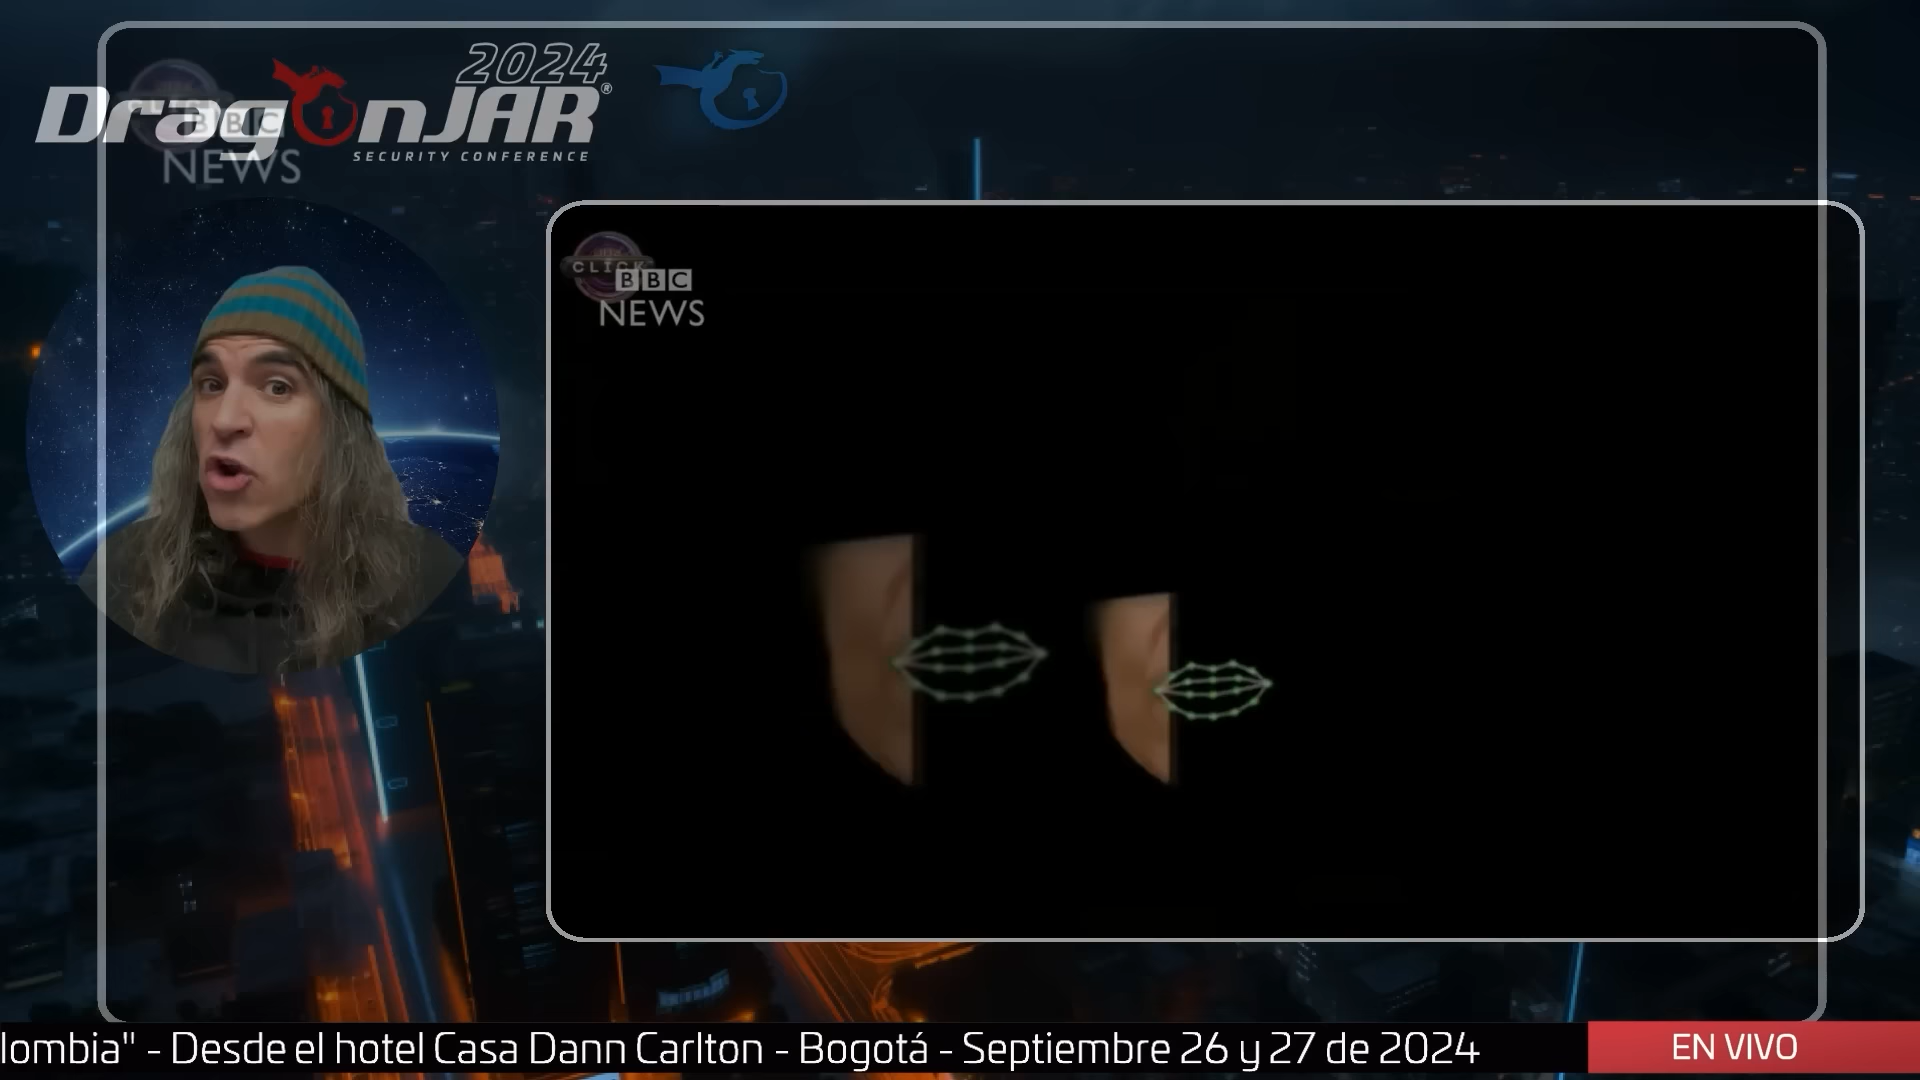 2024
DragonJAR®
SECURITY CONFERENCE
CLICK
BBC
NEWS
CLICK
BBC
NEWS
lombia" - Desde el hotel Casa Dann Carlton - Bogotá - Septiembre 26 y 27 de 2024
EN VIVO